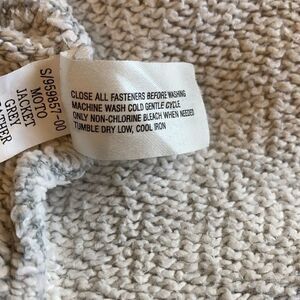 CLOSE ALL FASTENERS BEFORE WASHING
MACHINE WASH COLD GENTLE CYCLE
ONLY NON-CHLORINE BLEACH WHEN NEEDED
TUMBLE DRY LOW, COOL IRON
S/959857-00
MOTO
JACKET
GREY